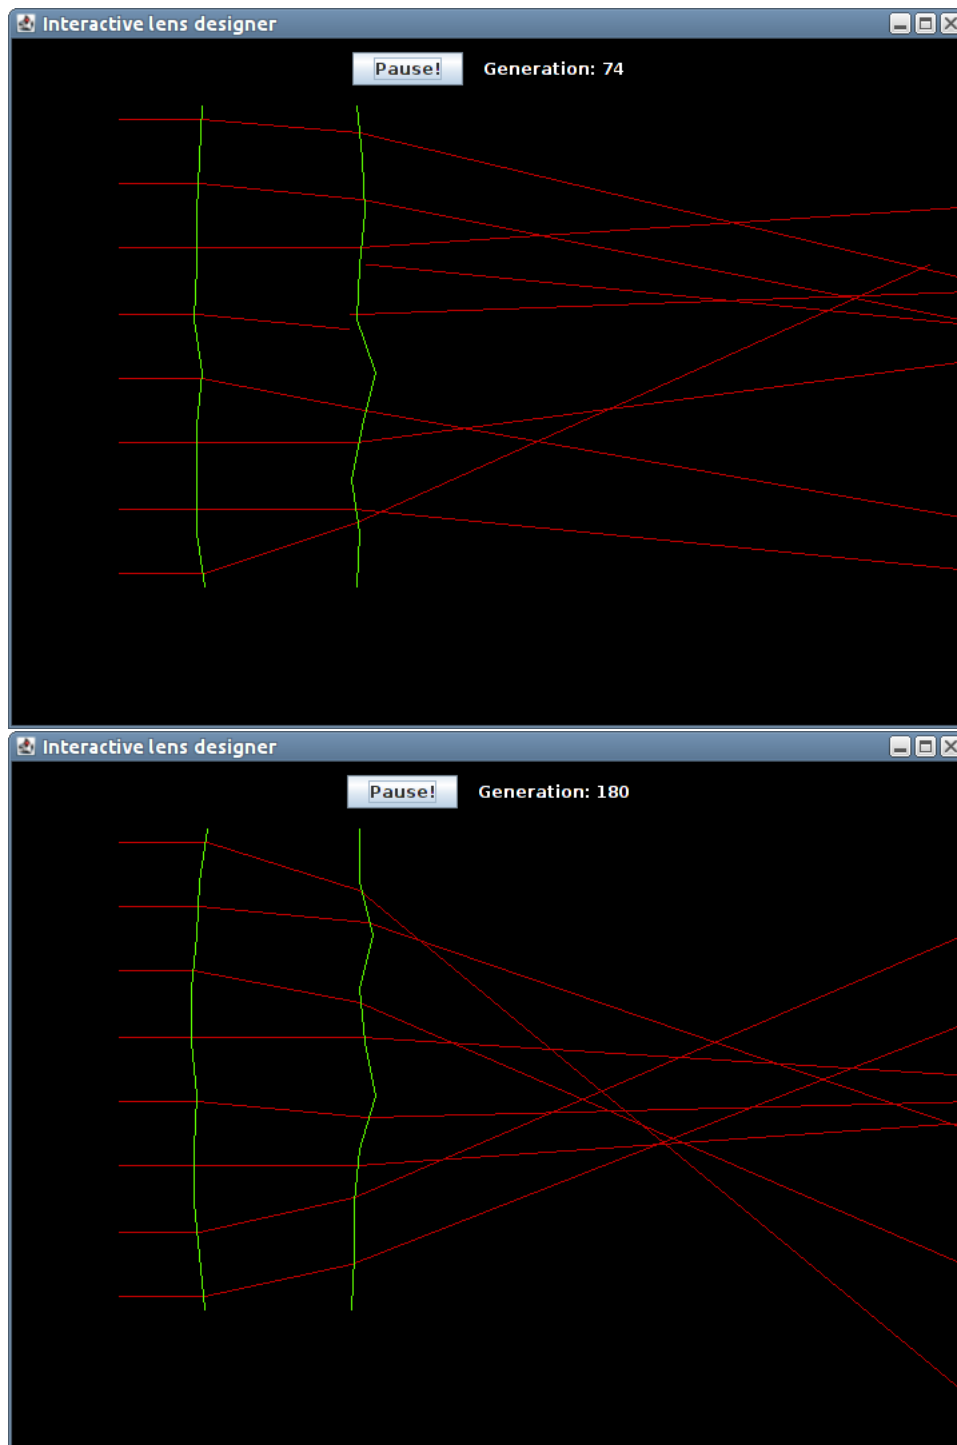 Interactive lens designer
Pause! Generation: 74
Interactive lens designer
Pause! Generation: 180